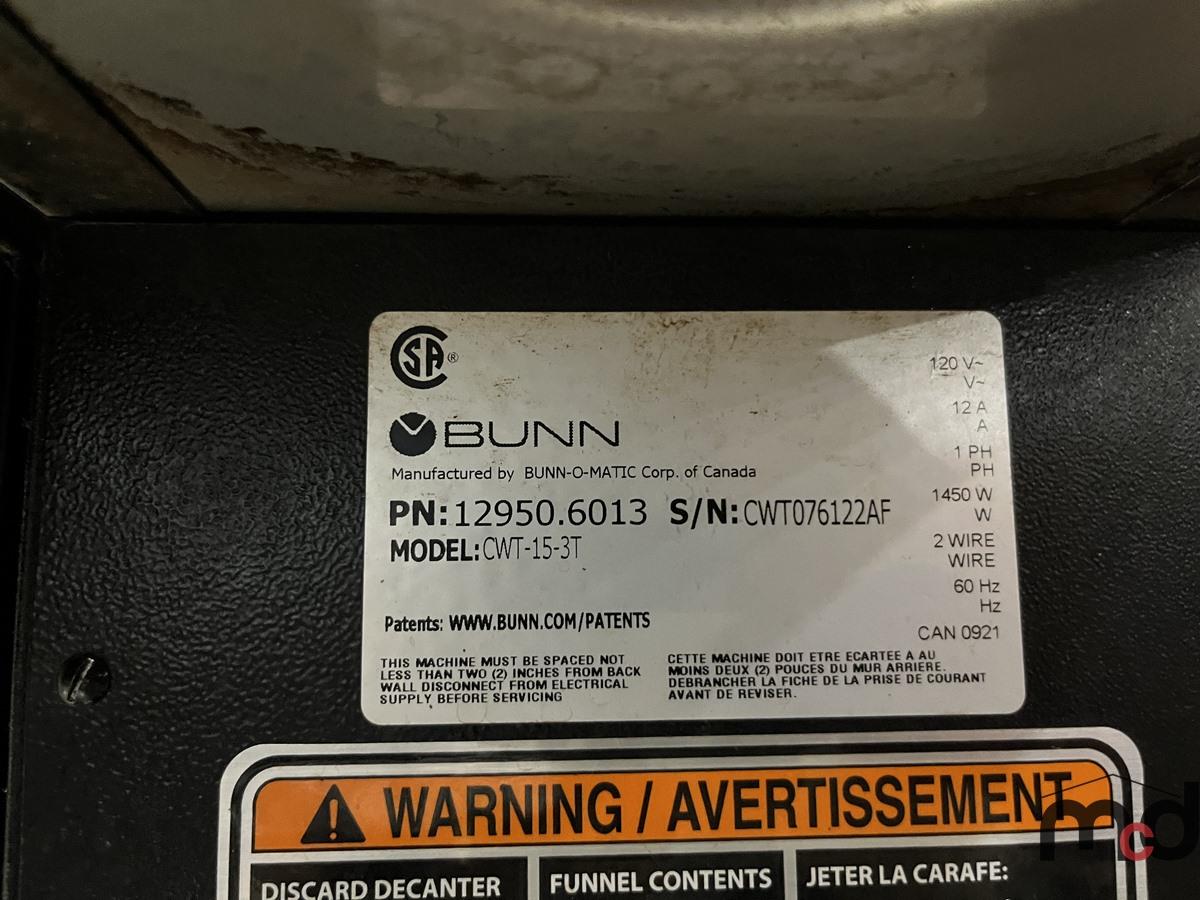 SA®
BUNN
Manufactured by BUNN-O-MATIC Corp. of Canada
PN:12950.6013 S/N:CWT076122AF
MODEL:CWT-15-3T
Patents: WWW.BUNN.COM/PATENTS
THIS MACHINE MUST BE SPACED NOT
LESS THAN TWO (2) INCHES FROM BACK
WALL DISCONNECT FROM ELECTRICAL
SUPPLY BEFORE SERVICING
120 V~
V~
12 A
A
1 PH
PH
1450 W
W
2 WIRE
WIRE
60 Hz
Hz
CAN 0921
CETTE MACHINE DOIT ETRE ECARTEE A AU
MOINS DEUX (2) POUCES DU MUR ARRIERE.
DEBRANCHER LA FICHE DE LA PRISE DE COURANT
AVANT DE REVISER.
WARNING / AVERTISSEMENT
DISCARD DECANTER
FUNNEL CONTENTS
JETER LA CARAFE:
mcd